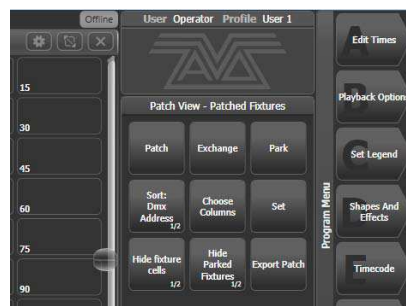 Offline
User Operator Profile User 1
15
30
45
60
75
90
AVO
Patch View - Patched Fixtures
Patch
Exchange
Park
Sort:
Dmx
Address
1/2
Choose
Columns
Set
Hide fixture
cells
1/2
Hide
Parked
Fixtures
1/2
Export Patch
Program Menu
A
Edit Times
B
Playback Option
C
Set Legend
D
Shapes And
Effects
E
Timecode